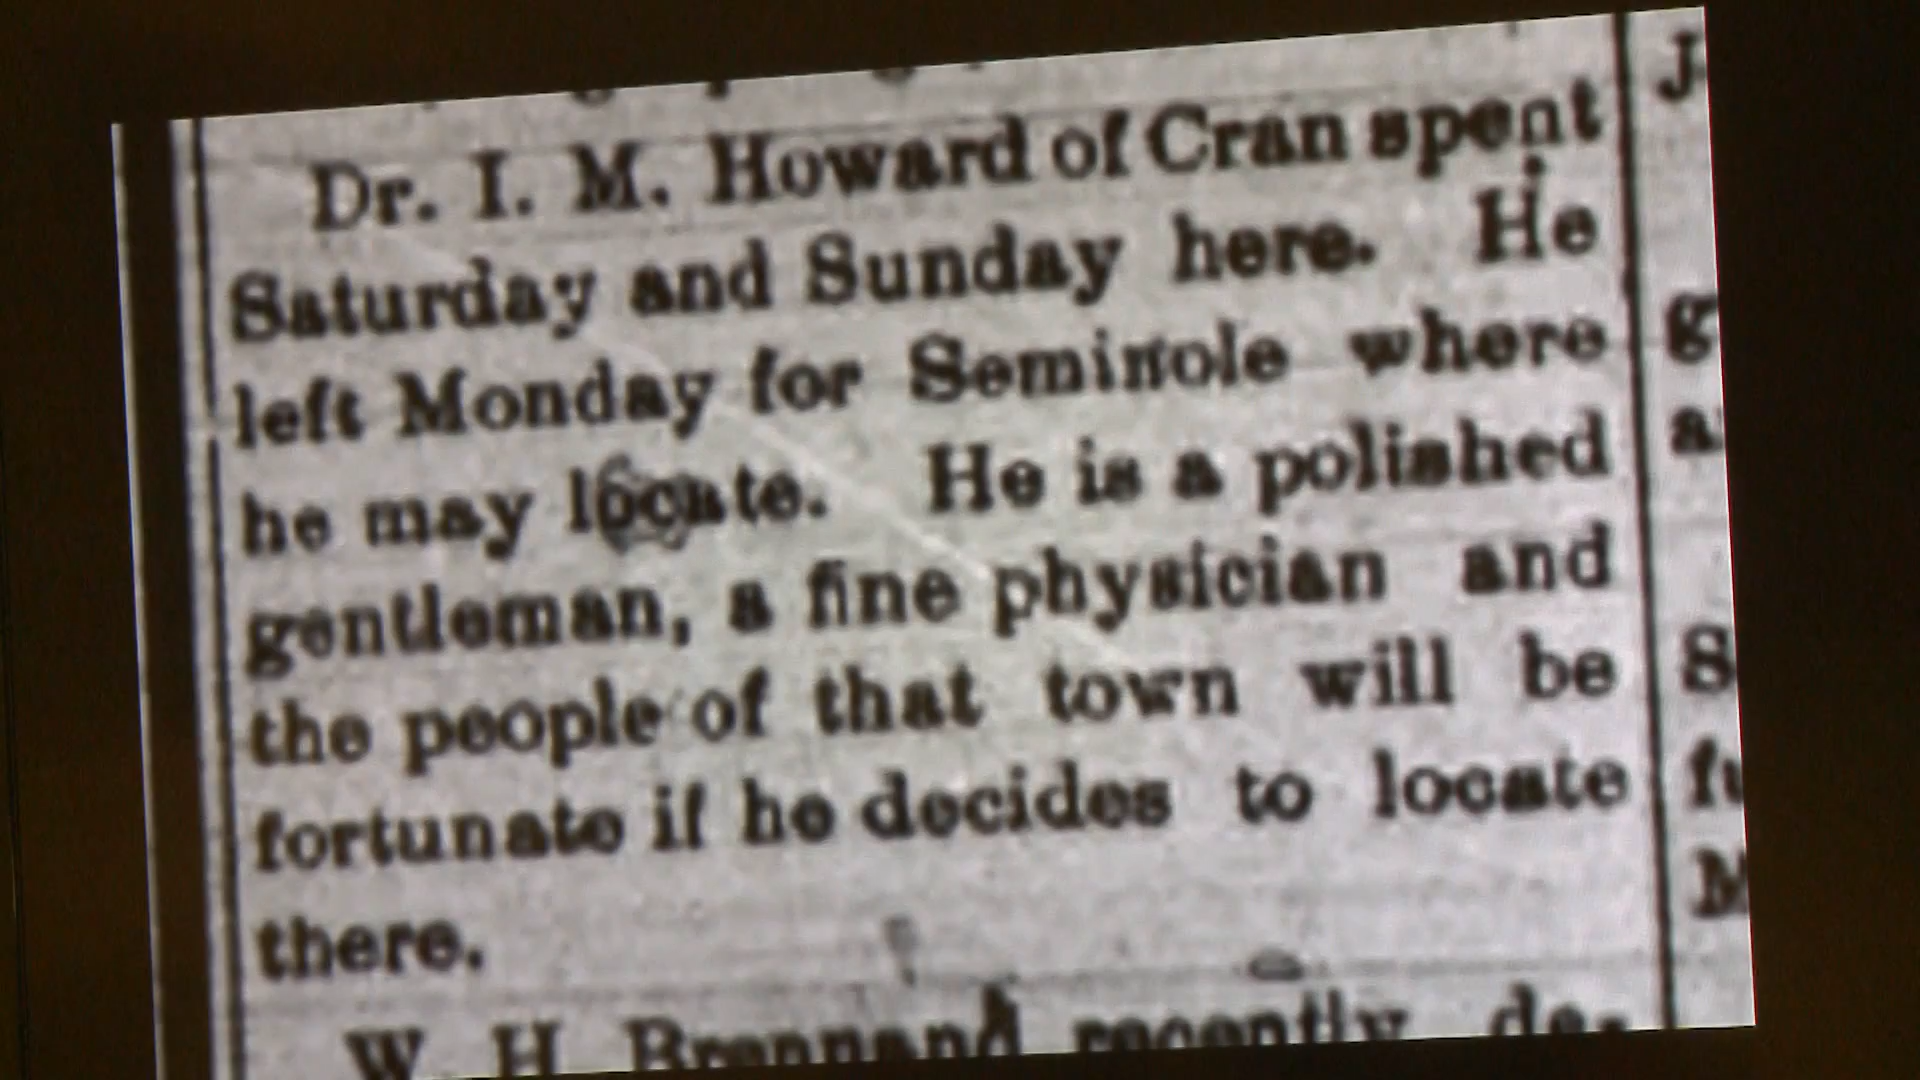 Dr. I. M. Howard of Cran spent
Saturday and Sunday here. He
left Monday for Seminole where
he may locate. He is a polished
gentleman, a fine physician and
the people of that town will be
fortunate if he decides to locate
there.
W H Brennand recently de-
J
g
a
S
fu
M